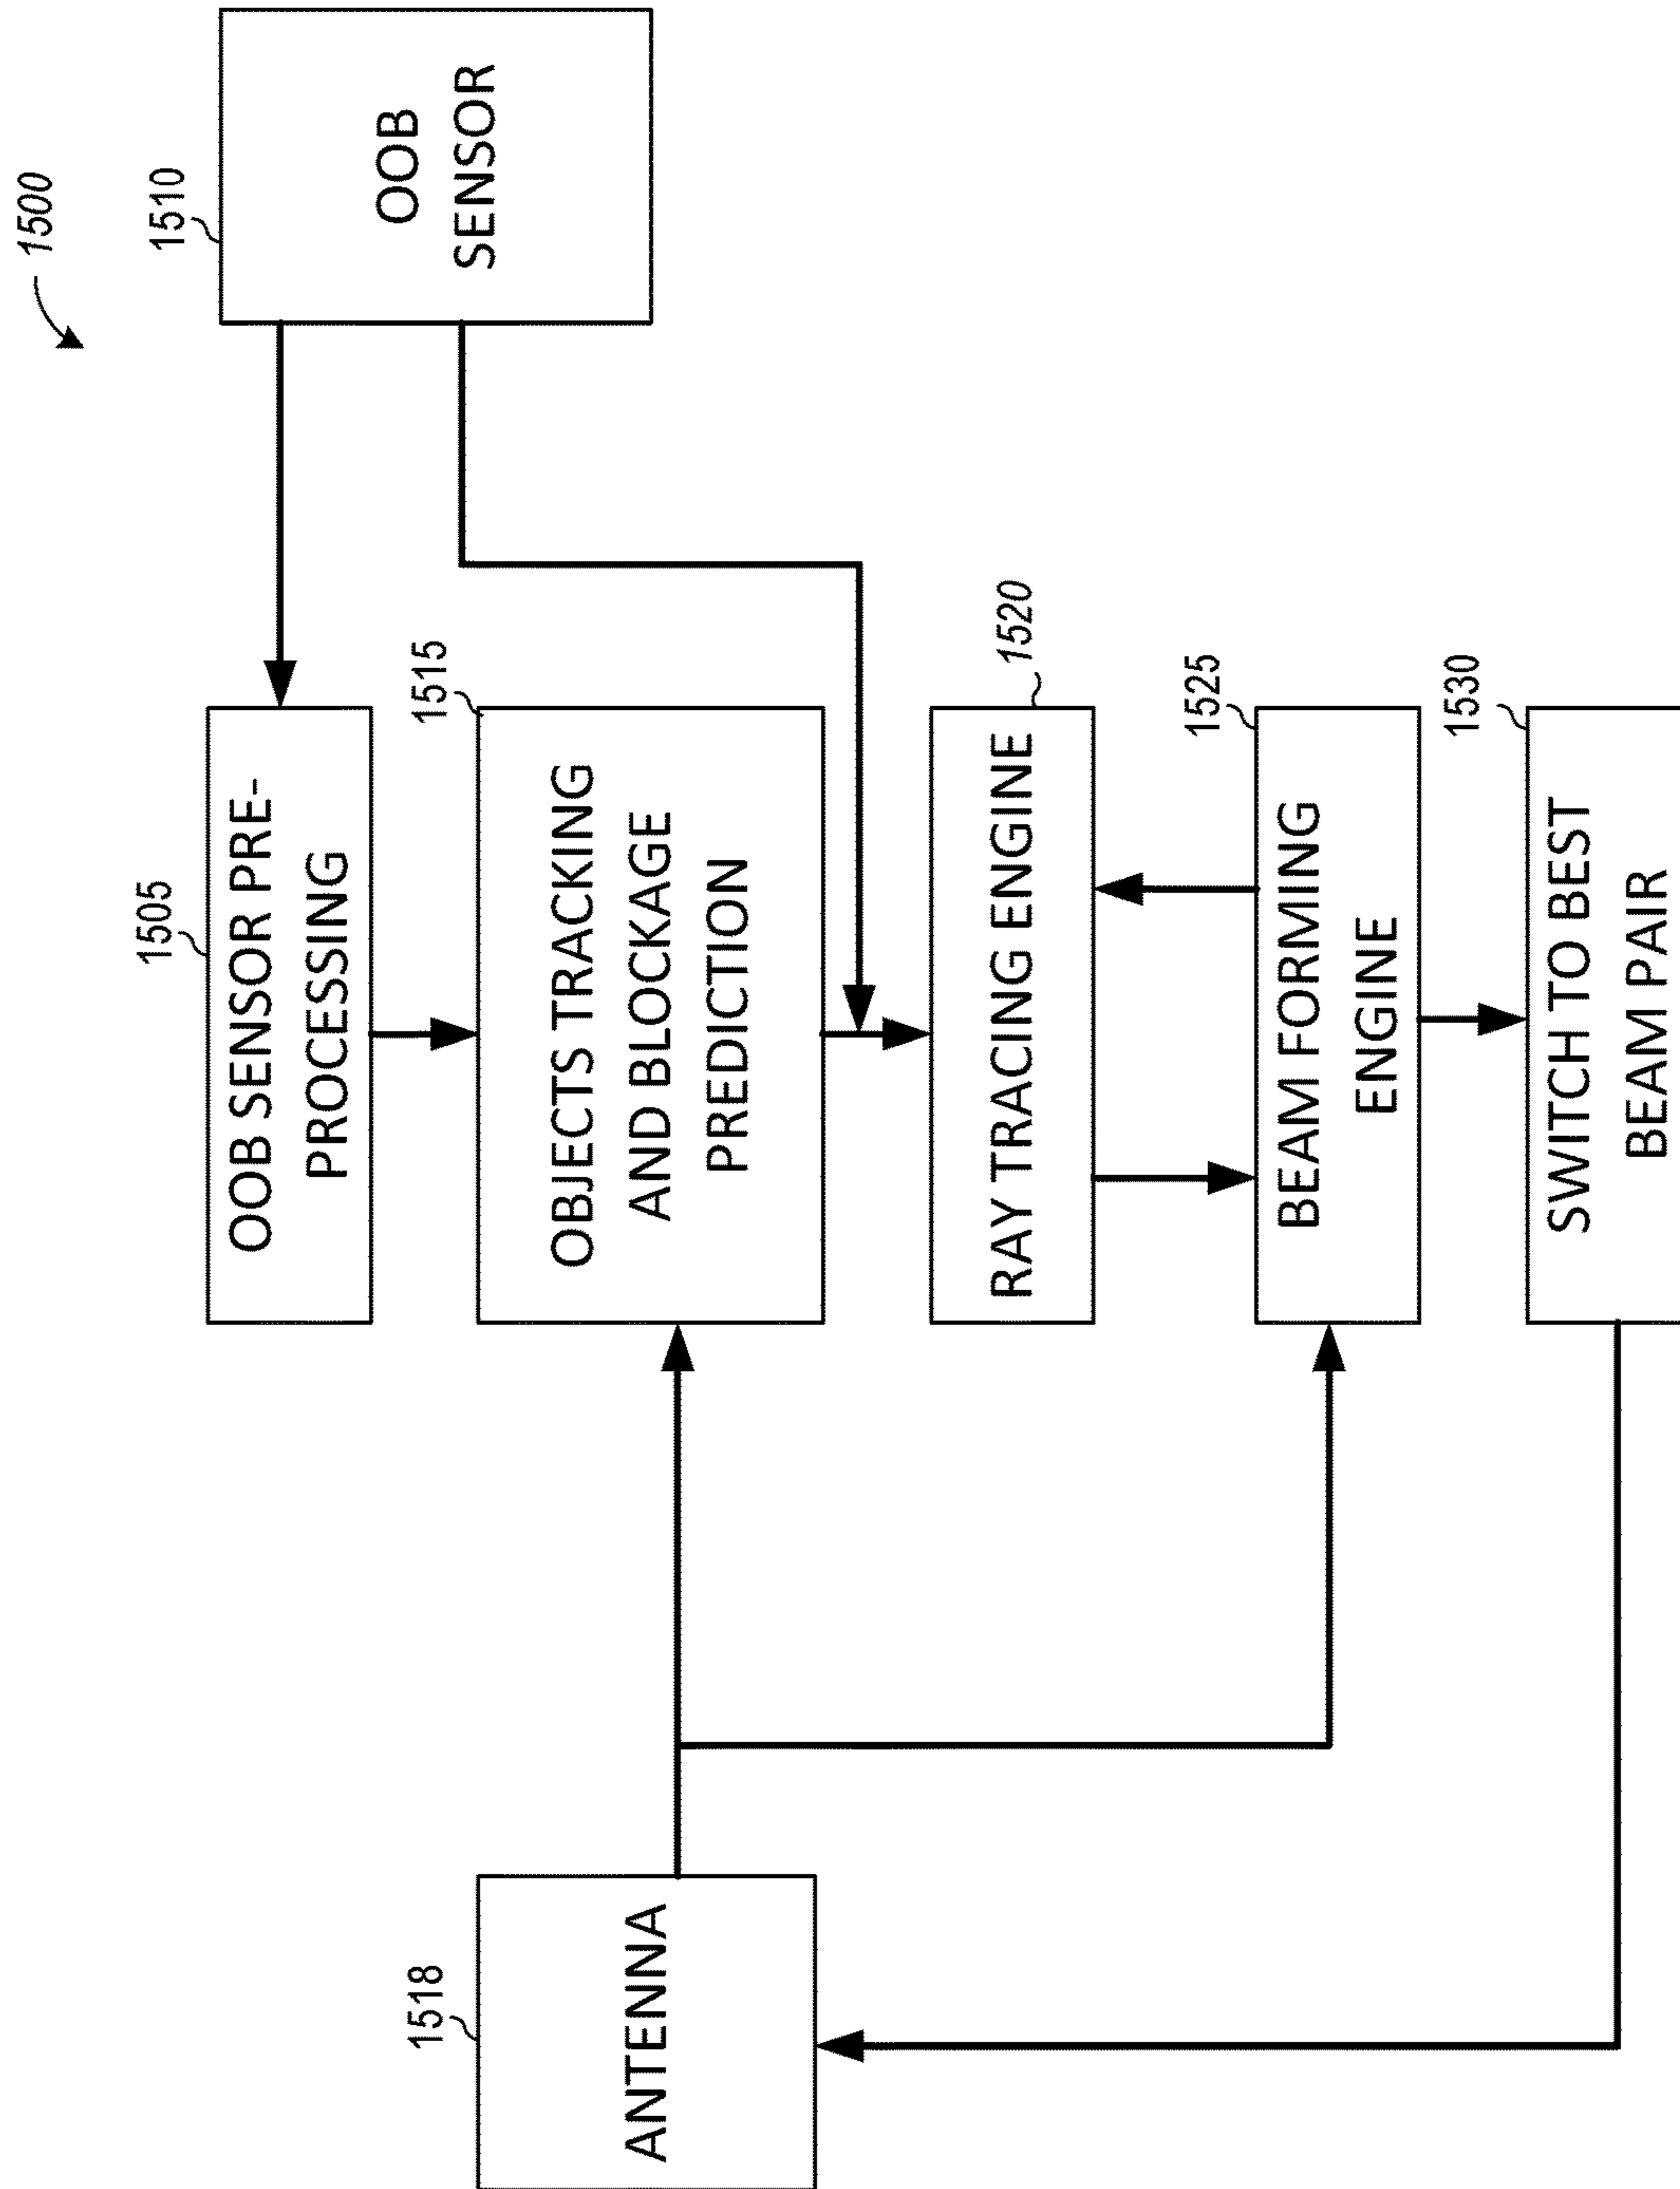 1500
1505
OOB SENSOR PRE-
PROCESSING
1510
OOB
SENSOR
1515
OBJECTS TRACKING
AND BLOCKAGE
PREDICTION
1518
ANTENNA
1520
RAY TRACING ENGINE
1525
BEAM FORMING
ENGINE
1530
SWITCH TO BEST
BEAM PAIR